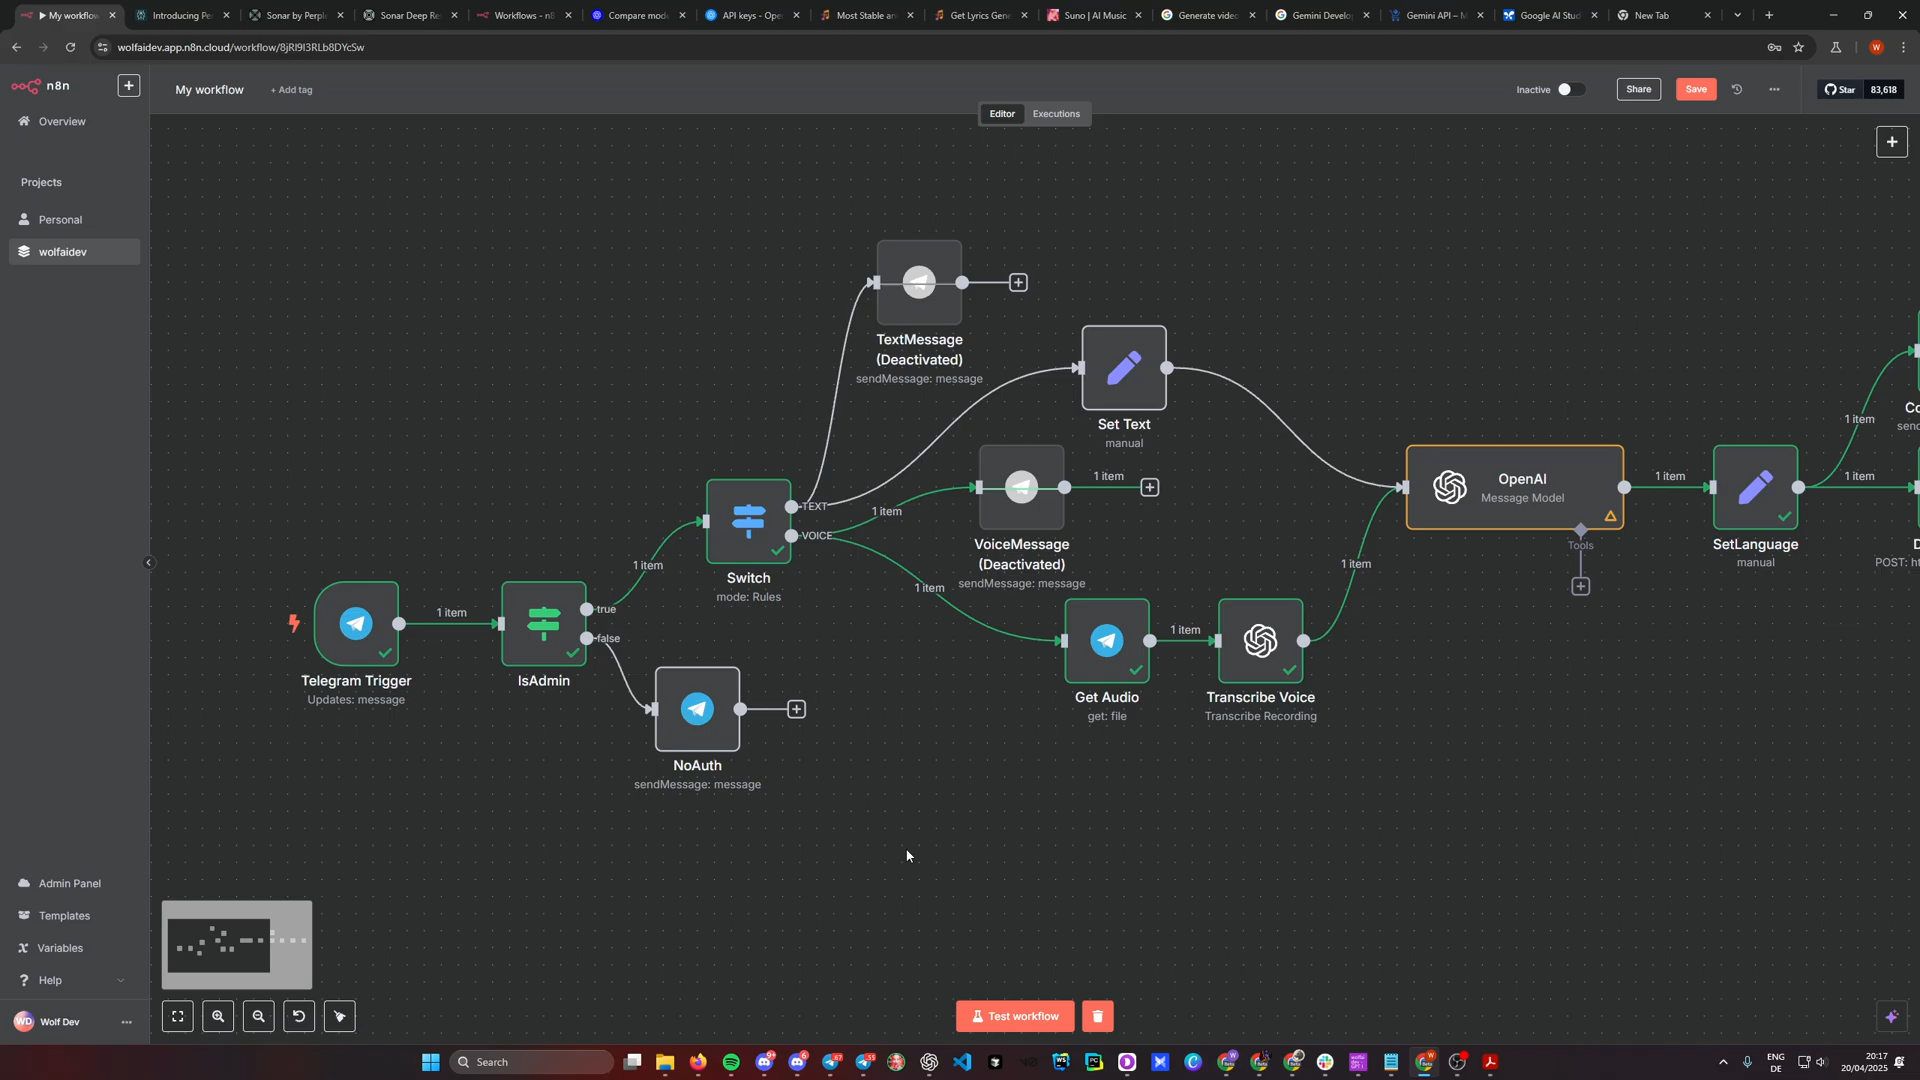 My workflow
Introducing Pe
Sonar by Perple
Sonar Deep Re
Workflows - n8
Compare mode
API keys - Ope
Most Stable an
Get Lyrics Gene
Suno | AI Music
Generate video
Gemini Develo
Gemini API – M
Google AI Stud
New Tab
wolfaidev.app.n8n.cloud/workflow/8jRI9I3RLb8DYcSw
W
n8n
My workflow
+ Add tag
Inactive
Share
Save
Star
83,618
Editor
Executions
Overview
Projects
Personal
wolfaidev
TextMessage
(Deactivated)
sendMessage: message
Set Text
manual
1 item
Co
send
TEXT
VOICE
1 item
1 item
VoiceMessage
(Deactivated)
sendMessage: message
OpenAI
Message Model
Tools
1 item
1 item
SetLanguage
manual
D
POST: ht
1 item
Switch
mode: Rules
1 item
1 item
1 item
true
false
Telegram Trigger
Updates: message
IsAdmin
1 item
Get Audio
get: file
Transcribe Voice
Transcribe Recording
NoAuth
sendMessage: message
Admin Panel
Templates
Variables
Help
WD
Wolf Dev
Test workflow
Search
ENG
DE
20:17
20/04/2025